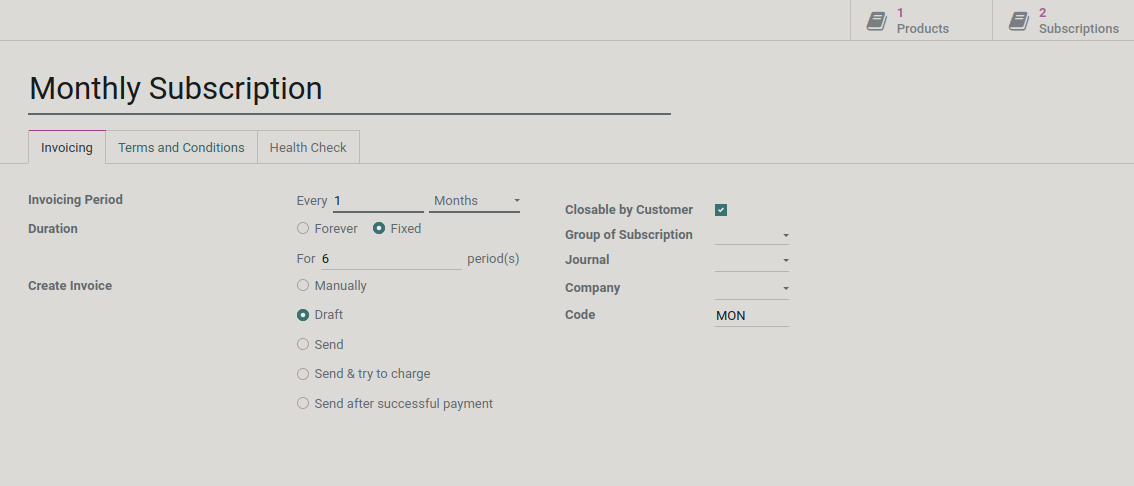 1
Products
2
Subscriptions
Monthly Subscription
Invoicing Terms and Conditions Health Check
Invoicing Period Every 1 Months
Duration Forever Fixed
For 6 period(s)
Create Invoice Manually
Draft
Send
Send & try to charge
Send after successful payment
Closable by Customer
Group of Subscription
Journal
Company
Code MON